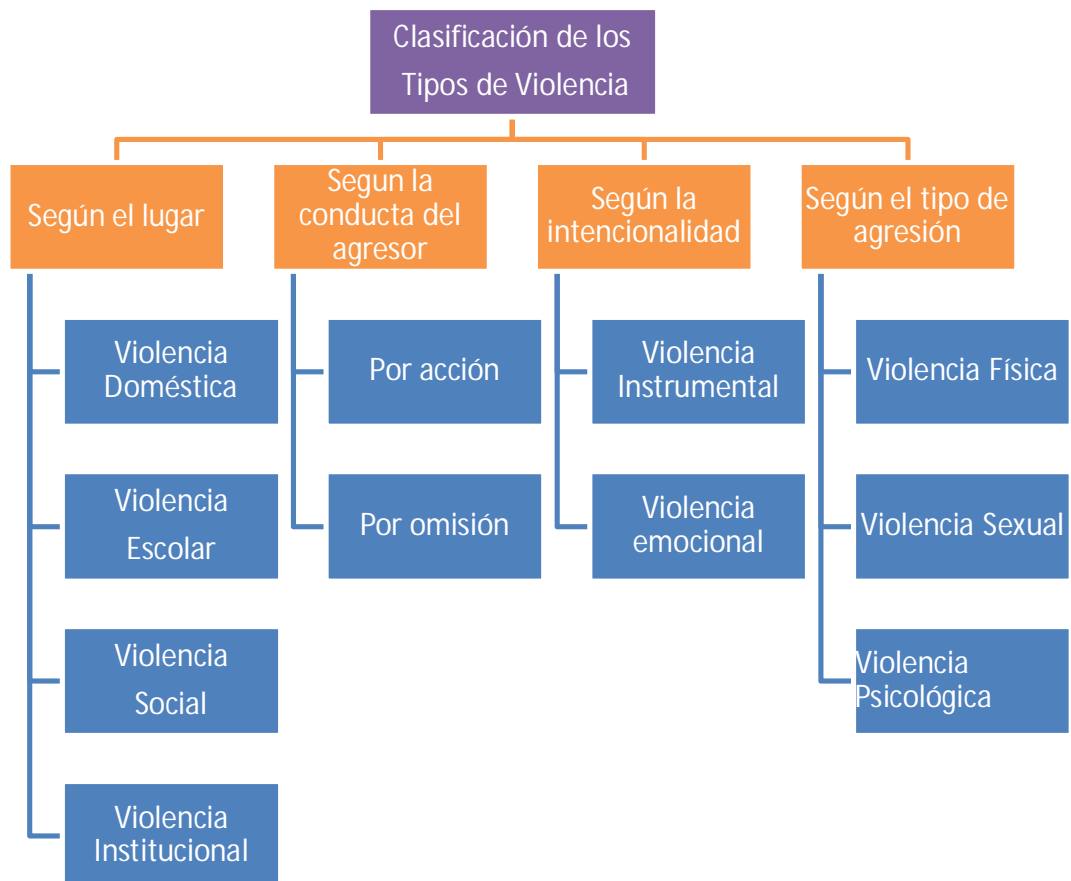 Clasificación de los
Tipos de Violencia
Según el lugar
Segun la
conducta del
agresor
Según la
intencionalidad
Según el tipo de
agresión
Violencia
Doméstica
Violencia
Escolar
Violencia
Social
Violencia
Institucional
Por acción
Por omisión
Violencia
Instrumental
Violencia
emocional
Violencia Física
Violencia Sexual
Violencia
Psicológica